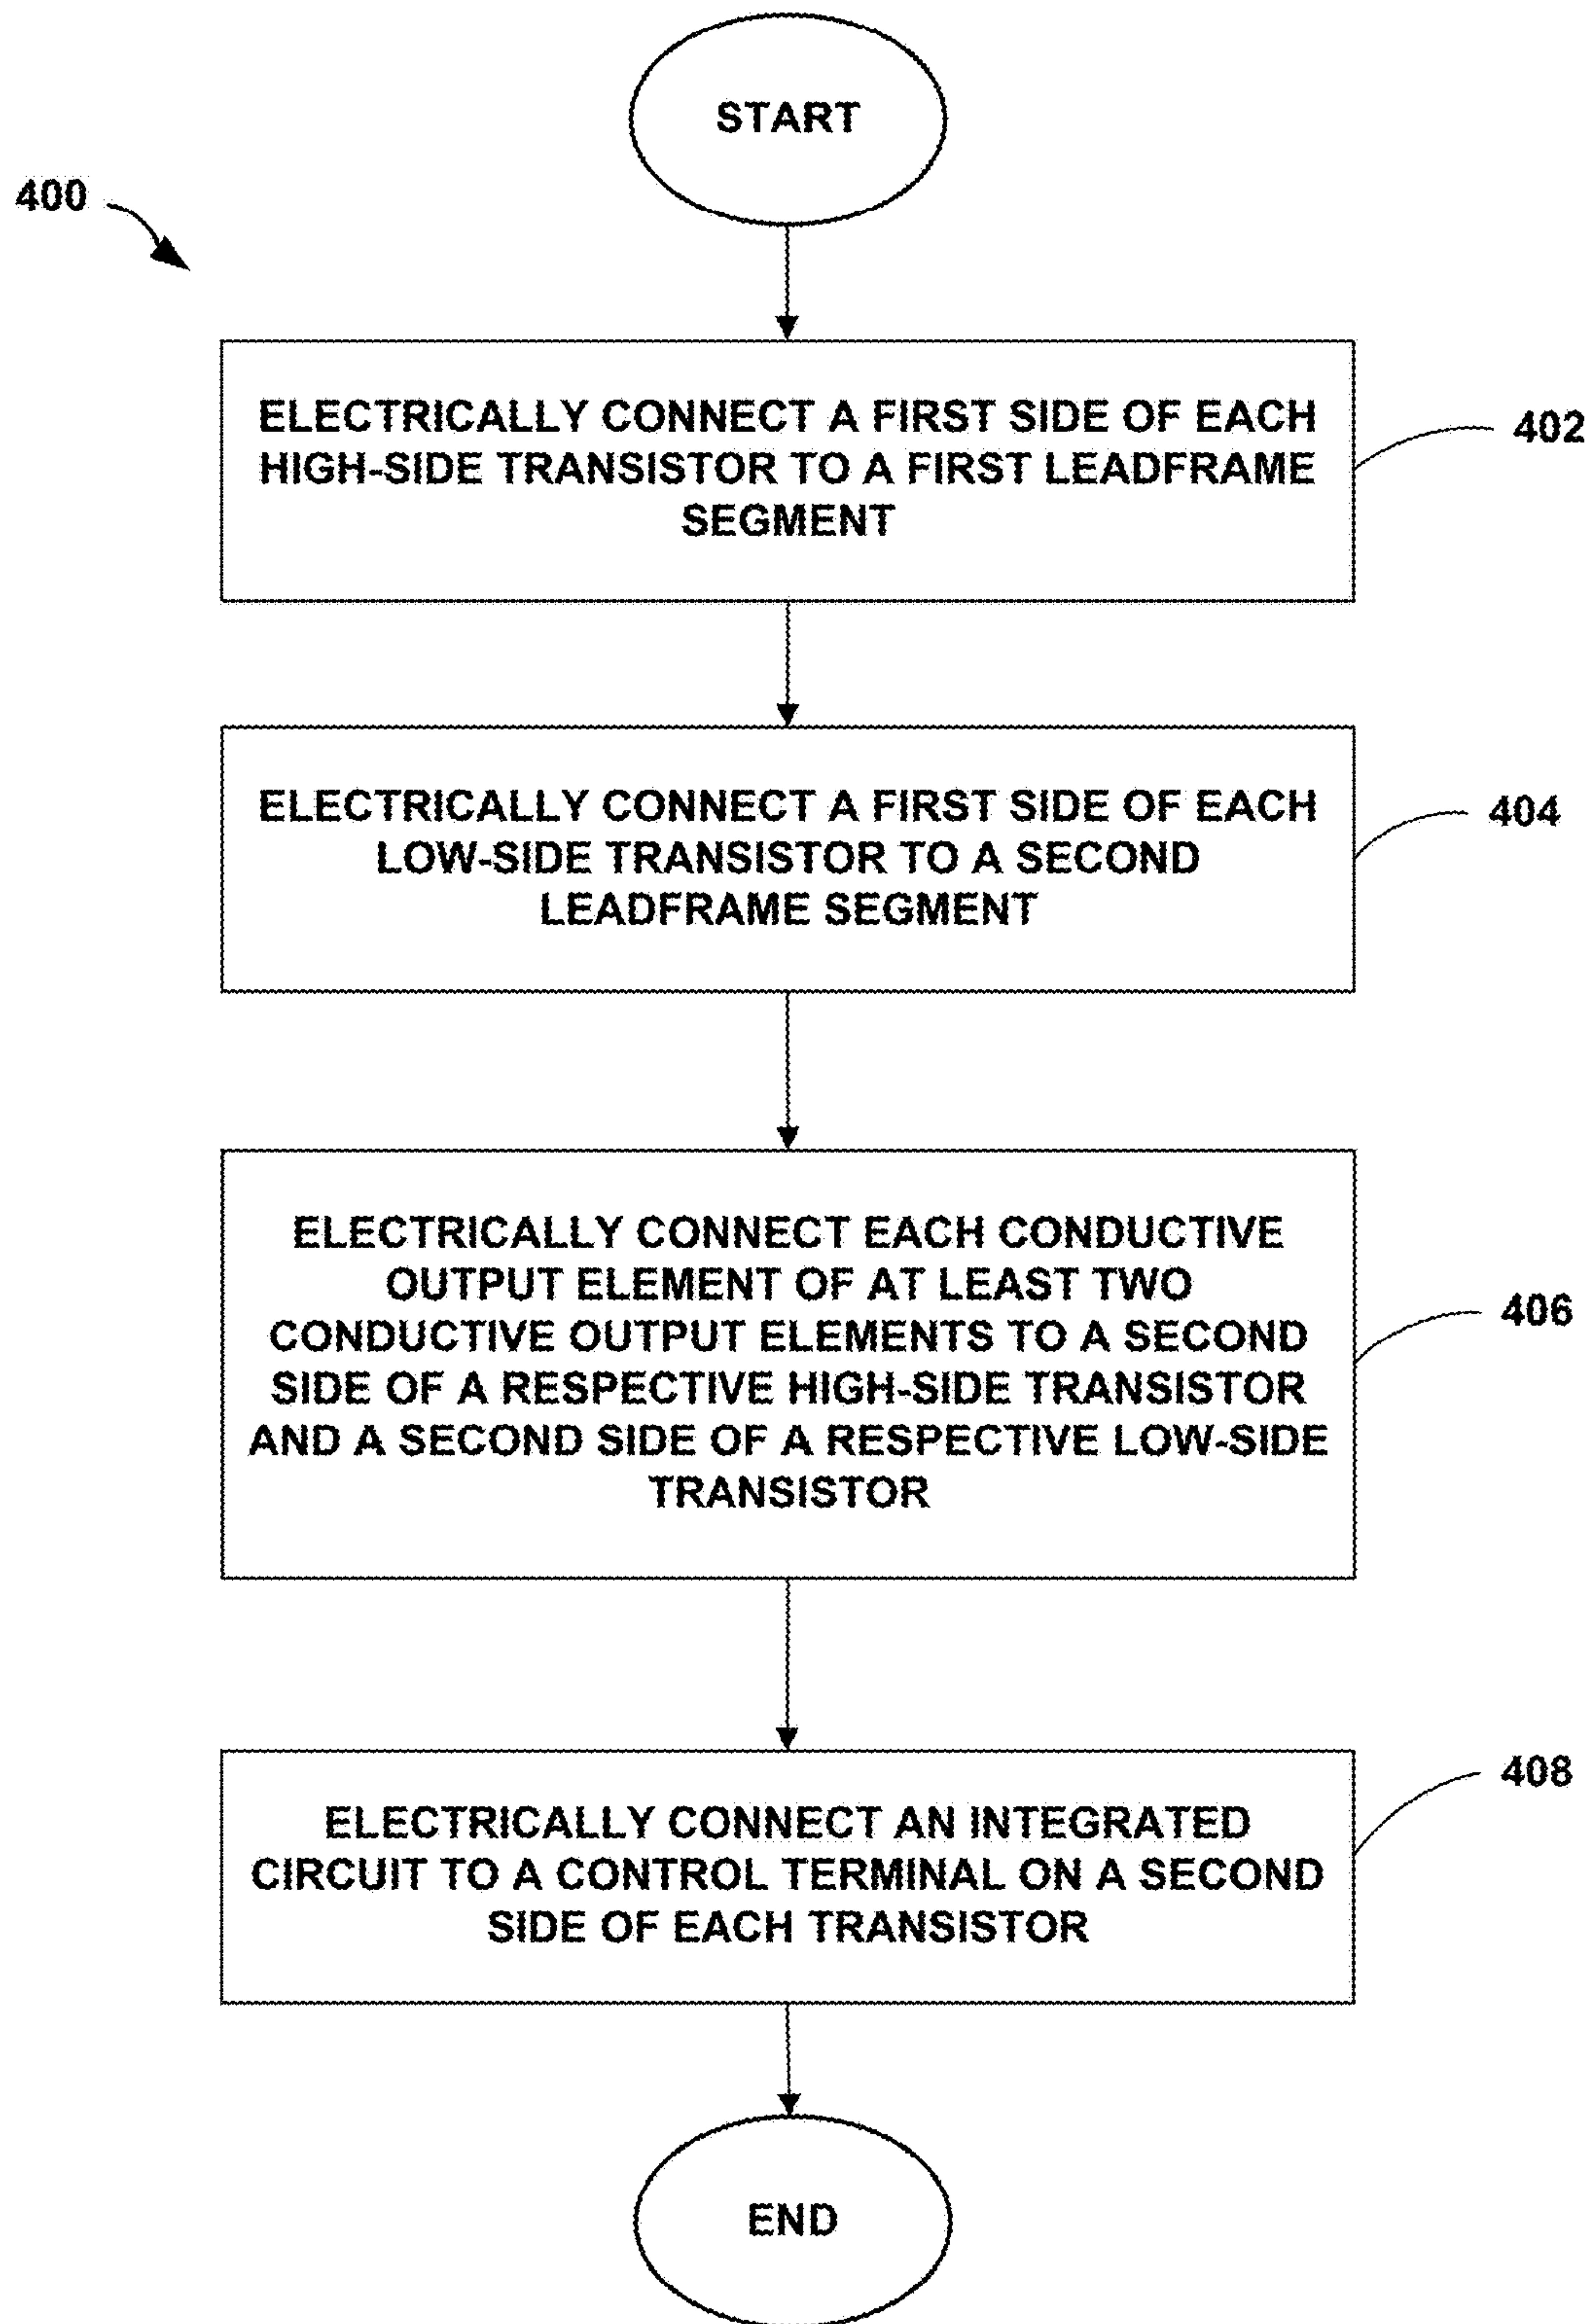 START
400
ELECTRICALLY CONNECT A FIRST SIDE OF EACH
HIGH-SIDE TRANSISTOR TO A FIRST LEADFRAME
SEGMENT
402
ELECTRICALLY CONNECT A FIRST SIDE OF EACH
LOW-SIDE TRANSISTOR TO A SECOND
LEADFRAME SEGMENT
404
ELECTRICALLY CONNECT EACH CONDUCTIVE
OUTPUT ELEMENT OF AT LEAST TWO
CONDUCTIVE OUTPUT ELEMENTS TO A SECOND
SIDE OF A RESPECTIVE HIGH-SIDE TRANSISTOR
AND A SECOND SIDE OF A RESPECTIVE LOW-SIDE
TRANSISTOR
406
ELECTRICALLY CONNECT AN INTEGRATED
CIRCUIT TO A CONTROL TERMINAL ON A SECOND
SIDE OF EACH TRANSISTOR
408
END